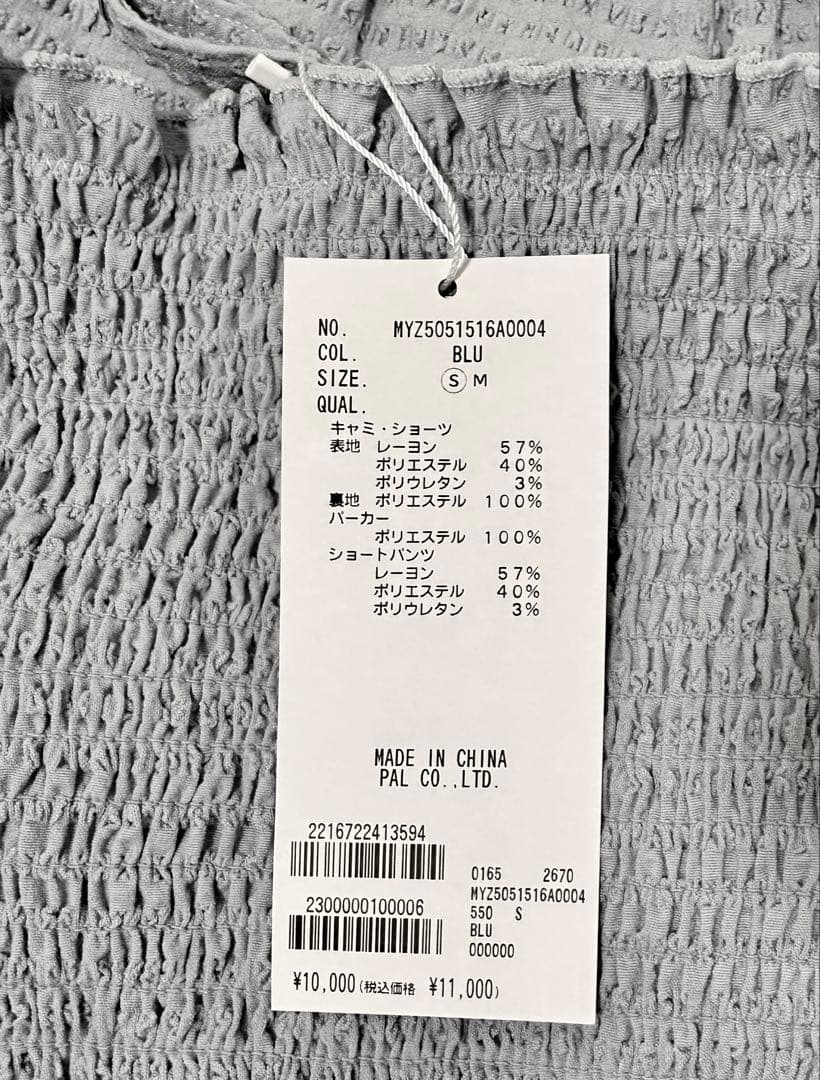 NO. MYZ5051516A0004
COL. BLU
SIZE. S M
QUAL.
キャミ・ショーツ
表地 レーヨン 57%
ポリエステル 40%
ポリウレタン 3%
裏地 ポリエステル 100%
パーカー
ポリエステル 100%
ショートパンツ
レーヨン 57%
ポリエステル 40%
ポリウレタン 3%
MADE IN CHINA
PAL CO.,LTD.
2216722413594
0165 2670
MYZ5051516A0004
2300000100006
550 S
BLU
000000
¥10,000(税込価格 ¥11,000)